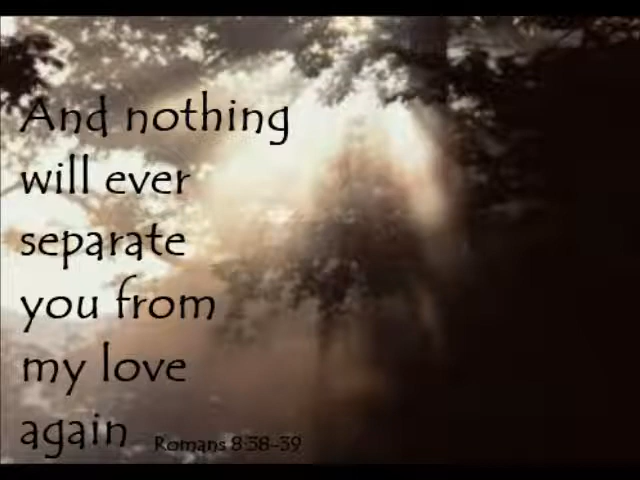 And nothing
will ever
separate
you from
my love
again Romans 8:38-39